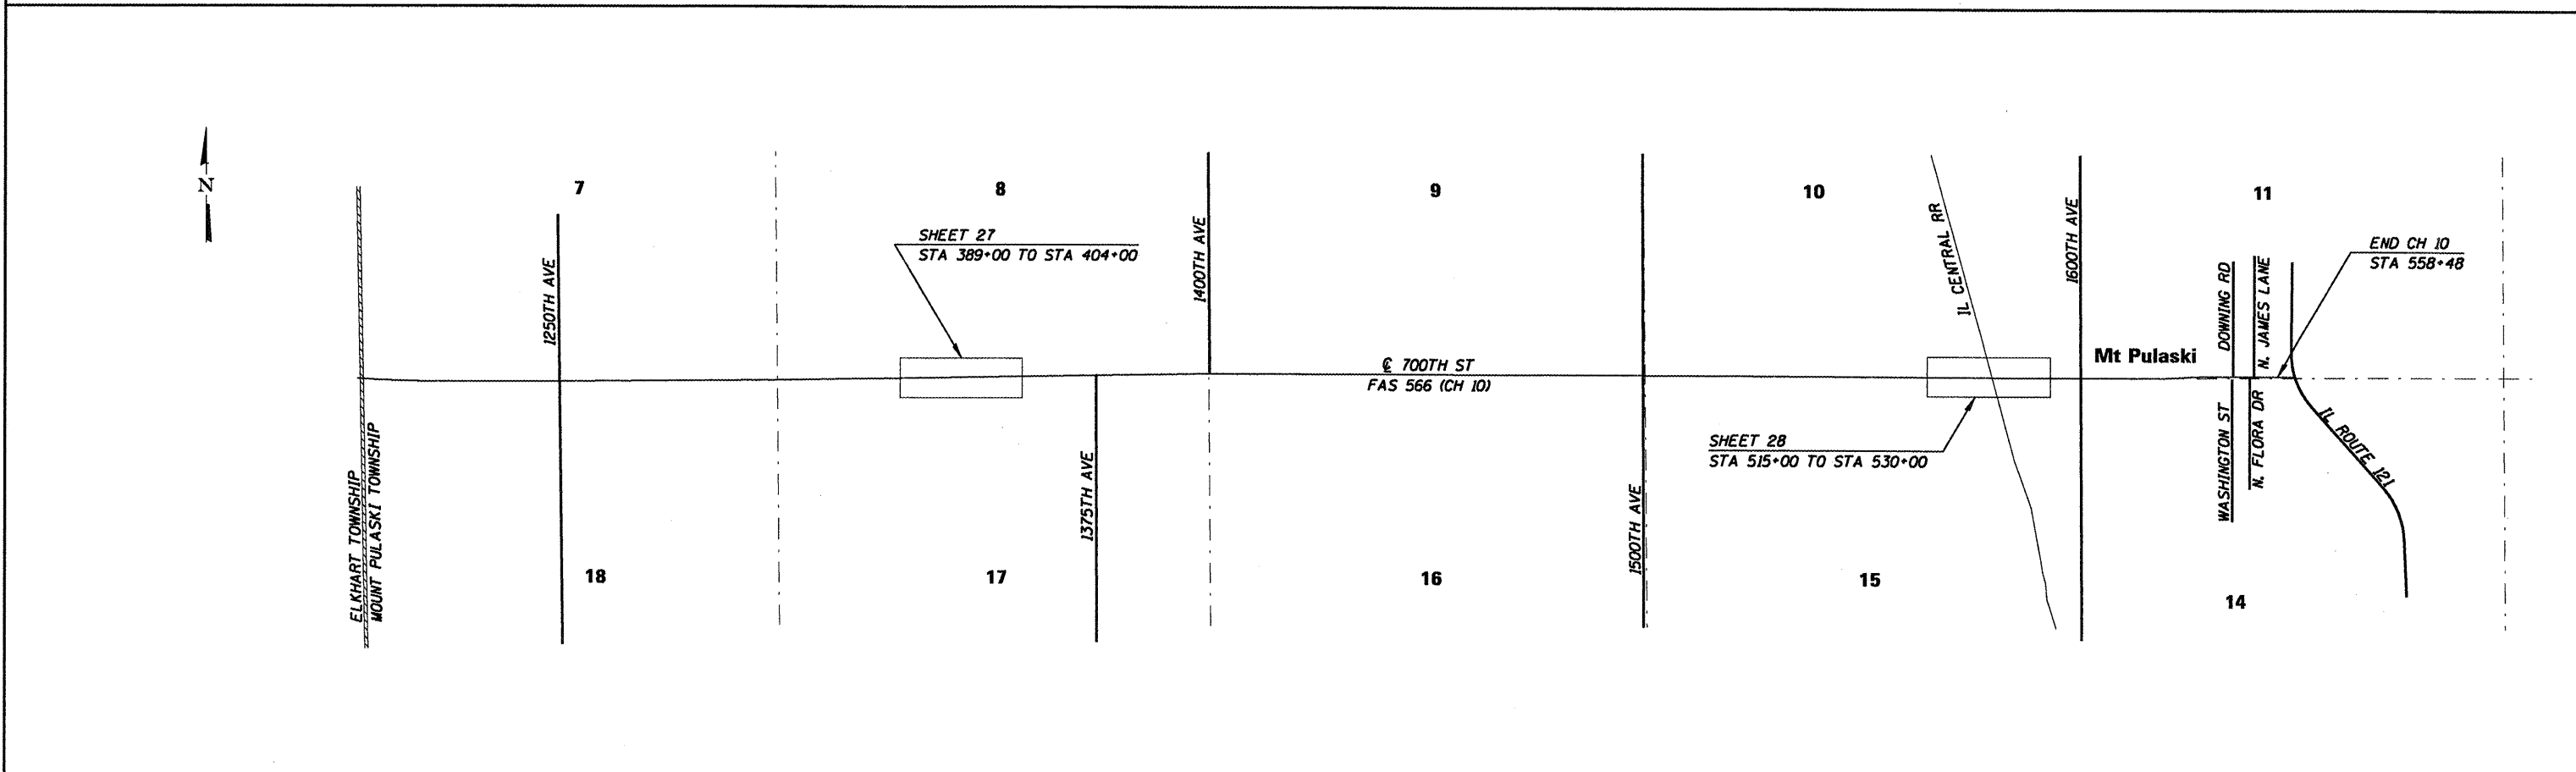 N
7
8
9
10
11
SHEET 27
STA 389+00 TO STA 404+00
1250TH AVE
1400TH AVE
IL CENTRAL RR
1600TH AVE
DOWNING RD
N. JAMES LANE
END CH 10
STA 558+48
℄ 700TH ST
FAS 566 (CH 10)
Mt Pulaski
ELKHART TOWNSHIP
MOUNT PULASKI TOWNSHIP
1375TH AVE
1500TH AVE
SHEET 28
STA 515+00 TO STA 530+00
WASHINGTON ST
N. FLORA DR
IL ROUTE 121
18
17
16
15
14